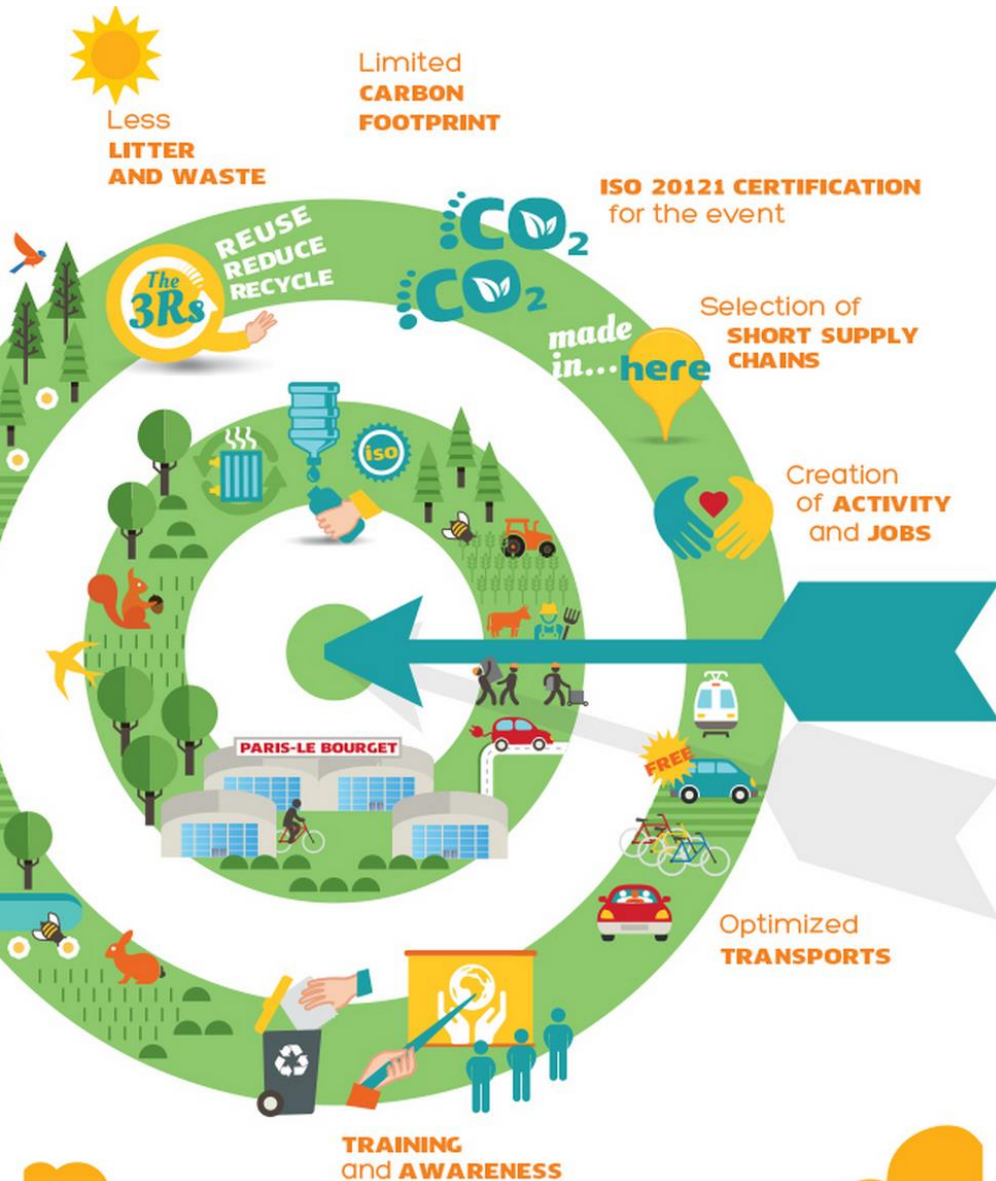 Less
LITTER
AND WASTE
Limited
CARBON
FOOTPRINT
ISO 20121 CERTIFICATION
for the event
REUSE
REDUCE
RECYCLE
The
3Rs
CO2
CO2
made
in...here
Selection of
SHORT SUPPLY
CHAINS
iso
Creation
of ACTIVITY
and JOBS
PARIS-LE BOURGET
FREE
Optimized
TRANSPORTS
TRAINING
and AWARENESS